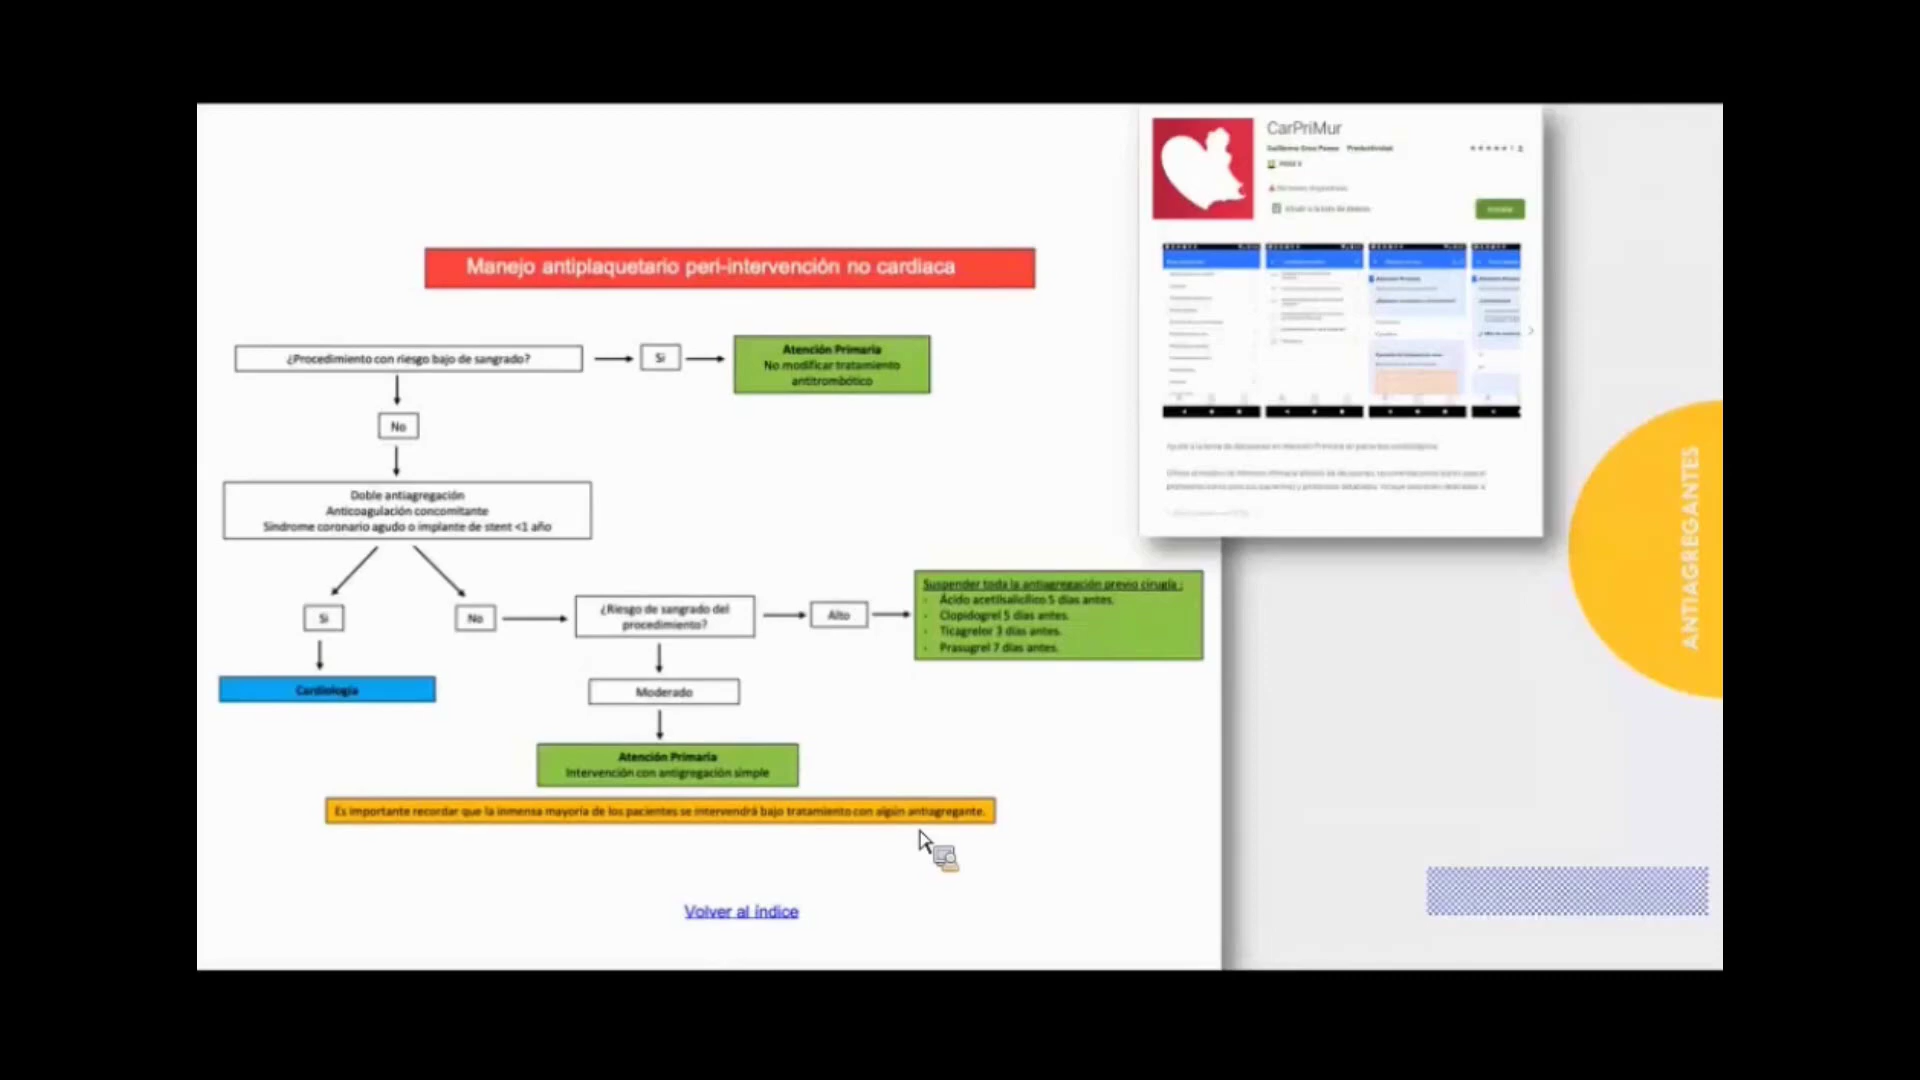 CarPriMur
Manejo antiplaquetario peri-intervención no cardiaca
¿Procedimiento con riesgo bajo de sangrado?
Si
Atención Primaria
No modificar tratamiento
antitrombótico
No
Doble antiagregación
Anticoagulación concomitante
Síndrome coronario agudo o implante de stent <1 año
Si
No
¿Riesgo de sangrado del
procedimiento?
Alto
Suspender toda la antiagregación previo cirugía :
- Ácido acetilsalicílico 5 días antes.
- Clopidogrel 5 días antes.
- Ticagrelor 3 días antes.
- Prasugrel 7 días antes.
Cardiología
Moderado
Atención Primaria
Intervención con antigregación simple
Es importante recordar que la inmensa mayoría de los pacientes se intervendrá bajo tratamiento con algún antiagregante.
Volver al índice
ANTIAGREGANTES